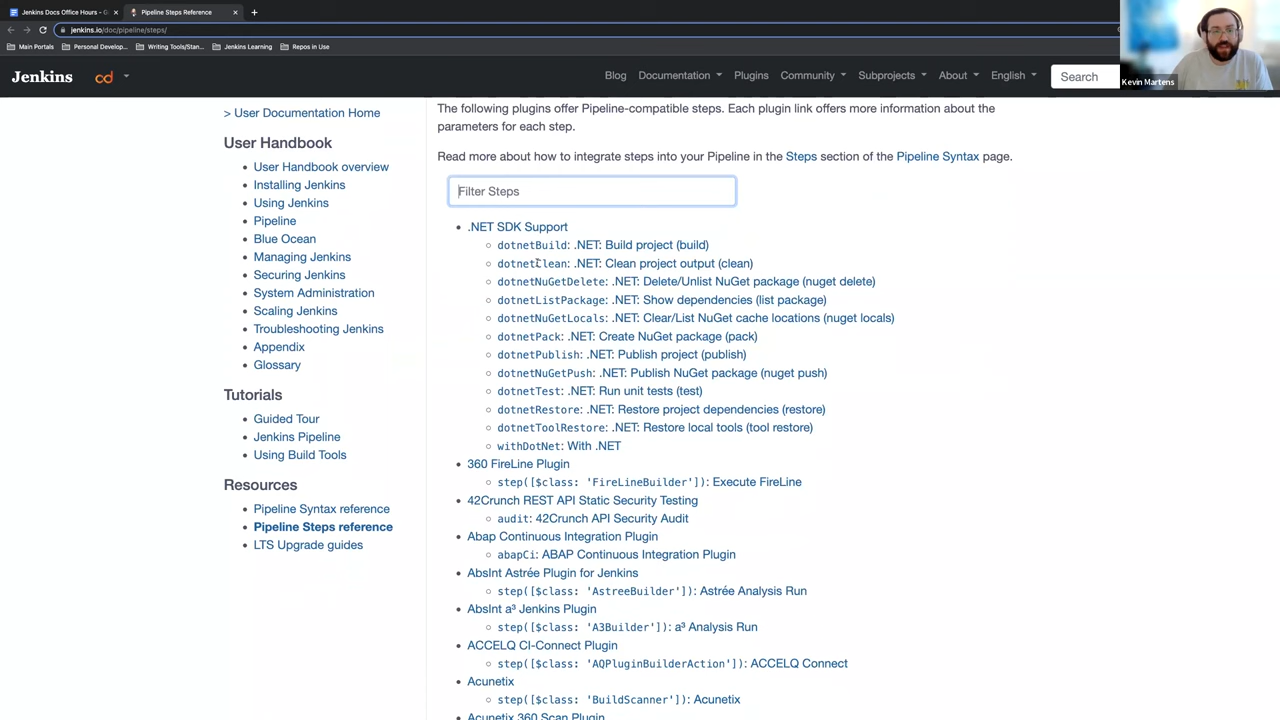 Jenkins Docs Office Hours - G
Pipeline Steps Reference
jenkins.io/doc/pipeline/steps/
Main Portals
Personal Develop...
Writing Tools/Stan...
Jenkins Learning
Repos in Use
Jenkins
cd
Blog
Documentation
Plugins
Community
Subprojects
About
English
Search
Kevin Martens
> User Documentation Home
User Handbook
User Handbook overview
Installing Jenkins
Using Jenkins
Pipeline
Blue Ocean
Managing Jenkins
Securing Jenkins
System Administration
Scaling Jenkins
Troubleshooting Jenkins
Appendix
Glossary
Tutorials
Guided Tour
Jenkins Pipeline
Using Build Tools
Resources
Pipeline Syntax reference
Pipeline Steps reference
LTS Upgrade guides
The following plugins offer Pipeline-compatible steps. Each plugin link offers more information about the
parameters for each step.
Read more about how to integrate steps into your Pipeline in the Steps section of the Pipeline Syntax page.
Filter Steps
.NET SDK Support
dotnetBuild: .NET: Build project (build)
dotnetClean: .NET: Clean project output (clean)
dotnetNuGetDelete: .NET: Delete/Unlist NuGet package (nuget delete)
dotnetListPackage: .NET: Show dependencies (list package)
dotnetNuGetLocals: .NET: Clear/List NuGet cache locations (nuget locals)
dotnetPack: .NET: Create NuGet package (pack)
dotnetPublish: .NET: Publish project (publish)
dotnetNuGetPush: .NET: Publish NuGet package (nuget push)
dotnetTest: .NET: Run unit tests (test)
dotnetRestore: .NET: Restore project dependencies (restore)
dotnetToolRestore: .NET: Restore local tools (tool restore)
withDotNet: With .NET
360 FireLine Plugin
step([$class: 'FireLineBuilder']): Execute FireLine
42Crunch REST API Static Security Testing
audit: 42Crunch API Security Audit
Abap Continuous Integration Plugin
abapCi: ABAP Continuous Integration Plugin
AbsInt Astrée Plugin for Jenkins
step([$class: 'AstreeBuilder']): Astrée Analysis Run
AbsInt a³ Jenkins Plugin
step([$class: 'A3Builder']): a³ Analysis Run
ACCELQ CI-Connect Plugin
step([$class: 'AQPluginBuilderAction']): ACCELQ Connect
Acunetix
step([$class: 'BuildScanner']): Acunetix
Acunetix 360 Scan Plugin